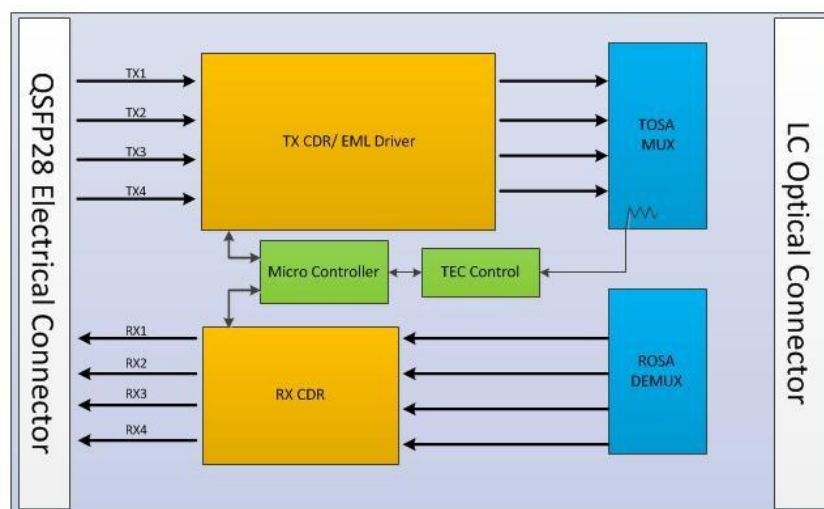 QSFP28 Electrical Connector
TX1
TX2
TX3
TX4
TX CDR/ EML Driver
TOSA
MUX
LC Optical Connector
Micro Controller
TEC Control
RX1
RX2
RX3
RX4
RX CDR
ROSA
DEMUX